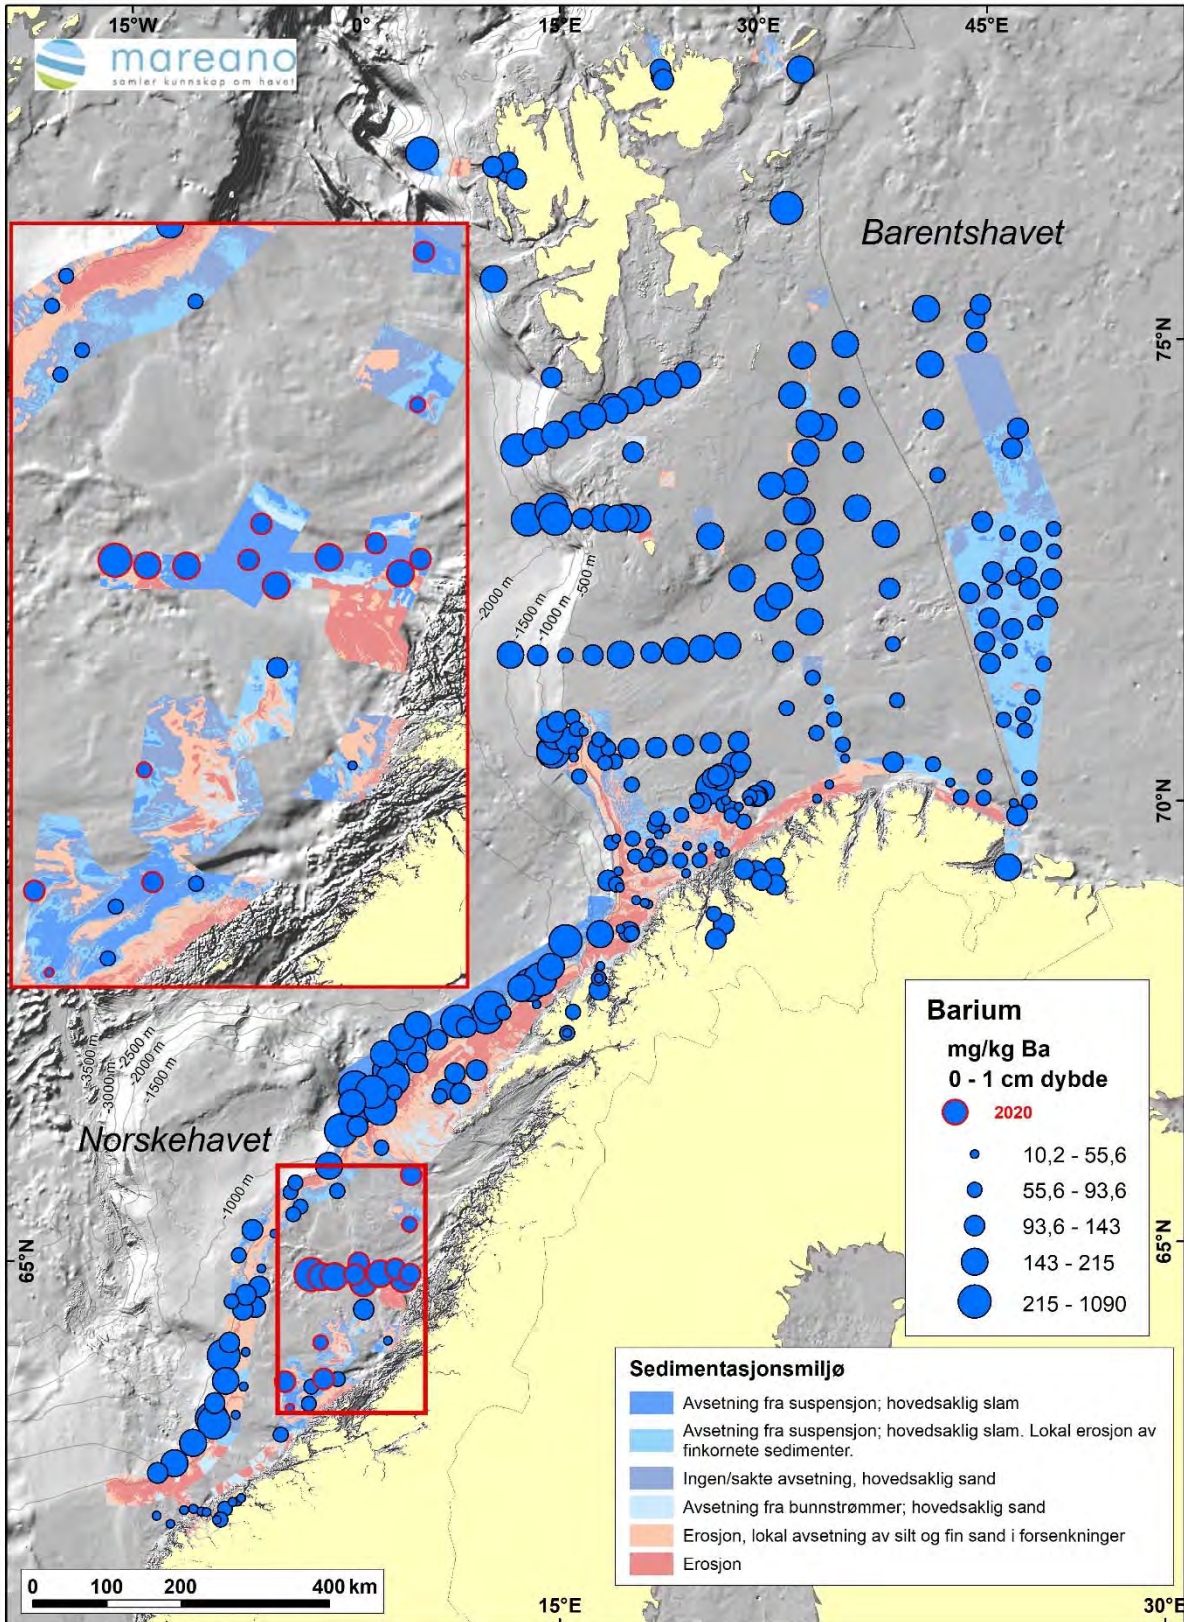 15°W 0° 15°E 30°E 45°E
mareano
samler kunnskap om havet
Barentshavet
75°N
-2000 m
-1500 m
-1000 m
-500 m
70°N
Barium
mg/kg Ba
0 - 1 cm dybde
2020
10,2 - 55,6
55,6 - 93,6
93,6 - 143
143 - 215
215 - 1090
-3500 m
-3000 m
-2500 m
-2000 m
-1500 m
Norskehavet
-1000 m
65°N
65°N
Sedimentasjonsmiljø
Avsetning fra suspensjon; hovedsaklig slam
Avsetning fra suspensjon; hovedsaklig slam. Lokal erosjon av
finkornete sedimenter.
Ingen/sakte avsetning, hovedsaklig sand
Avsetning fra bunnstrømmer; hovedsaklig sand
Erosjon, lokal avsetning av silt og fin sand i forsenkninger
Erosjon
0 100 200 400 km
15°E 30°E